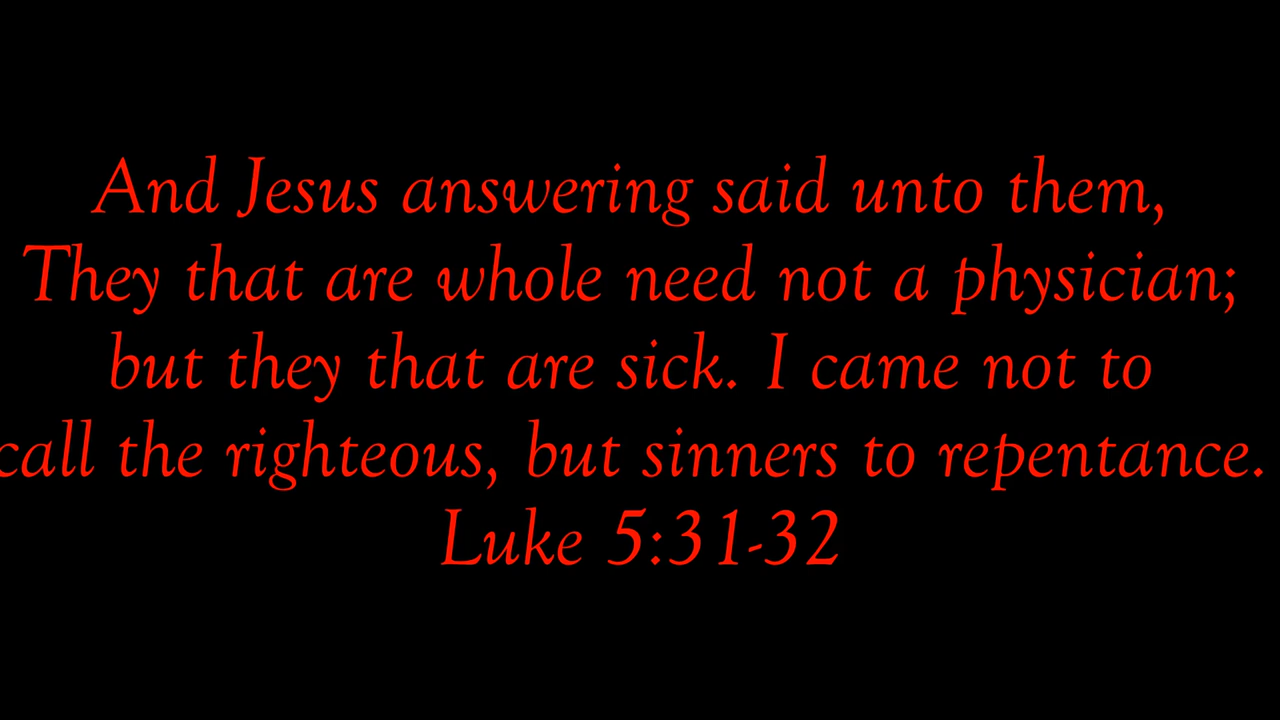 And Jesus answering said unto them,
They that are whole need not a physician;
but they that are sick. I came not to
call the righteous, but sinners to repentance.
Luke 5:31-32